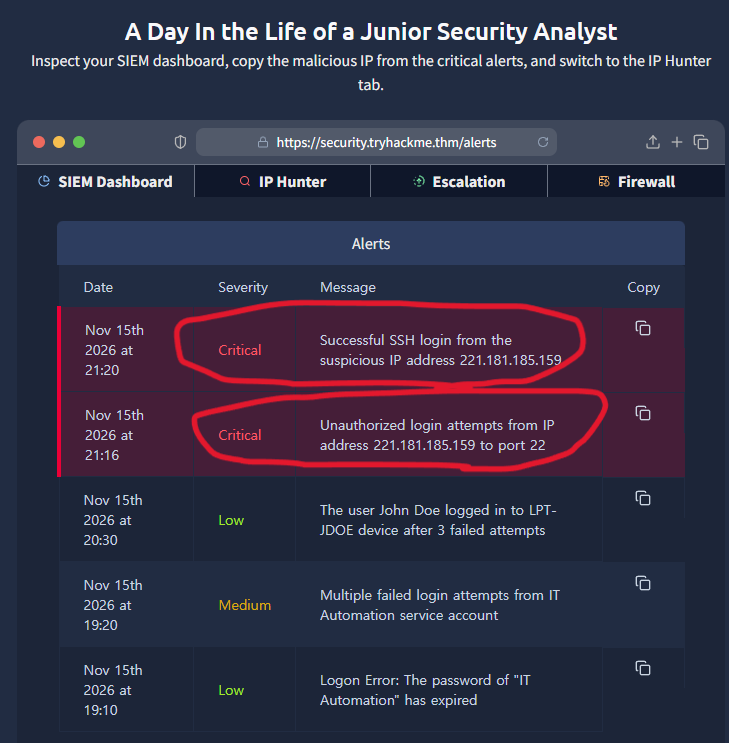 A Day In the Life of a Junior Security Analyst
Inspect your SIEM dashboard, copy the malicious IP from the critical alerts, and switch to the IP Hunter
tab.
https://security.tryhackme.thm/alerts
SIEM Dashboard
IP Hunter
Escalation
Firewall
Alerts
Date Severity Message Copy
Nov 15th
2026 at
21:20
Critical
Successful SSH login from the
suspicious IP address 221.181.185.159
Nov 15th
2026 at
21:16
Critical
Unauthorized login attempts from IP
address 221.181.185.159 to port 22
Nov 15th
2026 at
20:30
Low
The user John Doe logged in to LPT-
JDOE device after 3 failed attempts
Nov 15th
2026 at
19:20
Medium
Multiple failed login attempts from IT
Automation service account
Nov 15th
2026 at
19:10
Low
Logon Error: The password of "IT
Automation" has expired